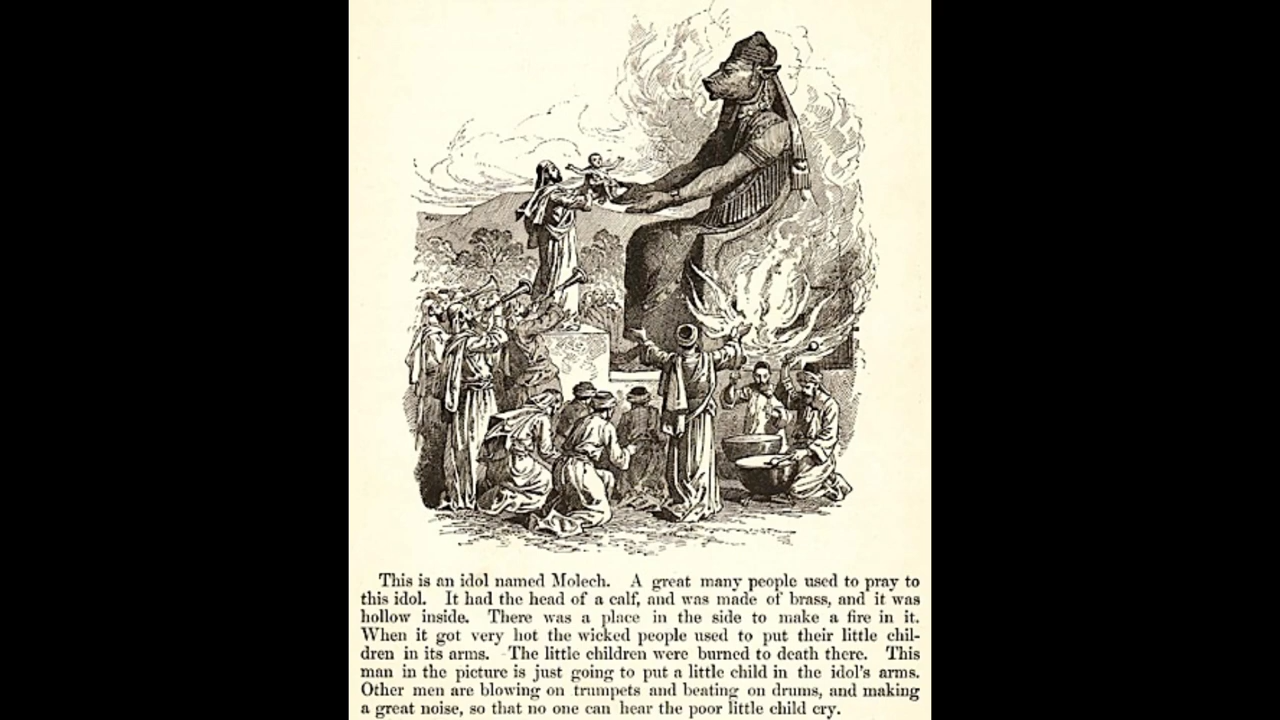 This is an idol named Molech. A great many people used to pray to
this idol. It had the head of a calf, and was made of brass, and it was
hollow inside. There was a place in the side to make a fire in it.
When it got very hot the wicked people used to put their little chil-
dren in its arms. The little children were burned to death there. This
man in the picture is just going to put a little child in the idol's arms.
Other men are blowing on trumpets and beating on drums, and making
a great noise, so that no one can hear the poor little child cry.